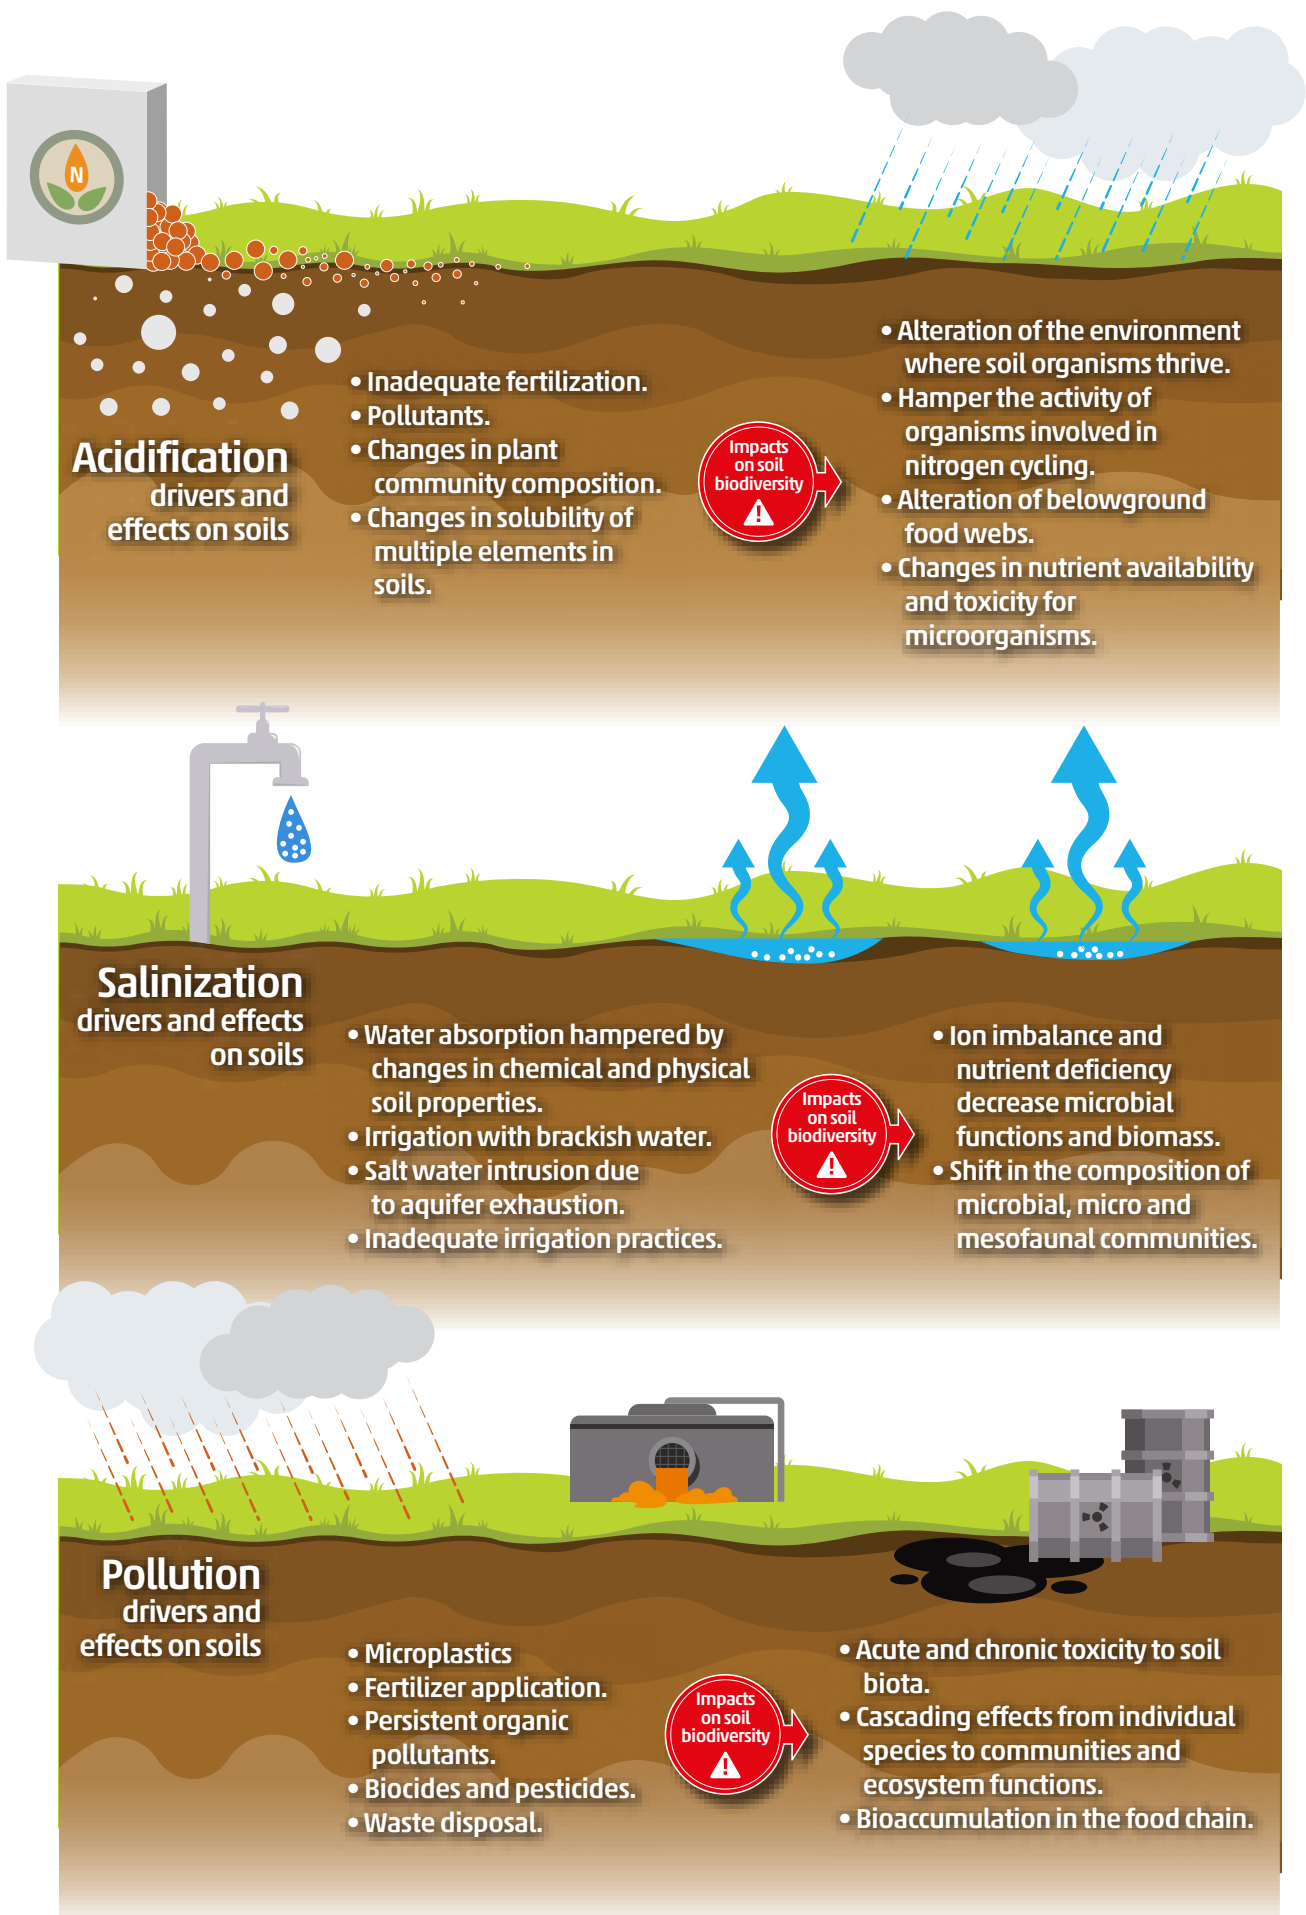 N
Acidification
drivers and
effects on soils
• Inadequate fertilization.
• Pollutants.
• Changes in plant
community composition.
• Changes in solubility of
multiple elements in
soils.
Impacts
on soil
biodiversity
!
• Alteration of the environment
where soil organisms thrive.
• Hamper the activity of
organisms involved in
nitrogen cycling.
• Alteration of belowground
food webs.
• Changes in nutrient availability
and toxicity for
microorganisms.
Salinization
drivers and effects
on soils
• Water absorption hampered by
changes in chemical and physical
soil properties.
• Irrigation with brackish water.
• Salt water intrusion due
to aquifer exhaustion.
• Inadequate irrigation practices.
Impacts
on soil
biodiversity
!
• Ion imbalance and
nutrient deficiency
decrease microbial
functions and biomass.
• Shift in the composition of
microbial, micro and
mesofaunal communities.
Pollution
drivers and
effects on soils
• Microplastics
• Fertilizer application.
• Persistent organic
pollutants.
• Biocides and pesticides.
• Waste disposal.
Impacts
on soil
biodiversity
!
• Acute and chronic toxicity to soil
biota.
• Cascading effects from individual
species to communities and
ecosystem functions.
• Bioaccumulation in the food chain.